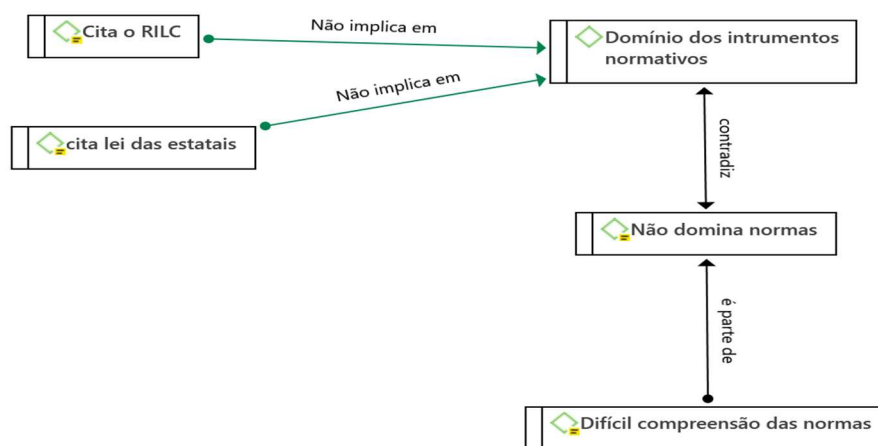 Cita o RILC
Não implica em
Domínio dos intrumentos
normativos
Não implica em
cita lei das estatais
contradiz
Não domina normas
é parte de
Difícil compreensão das normas